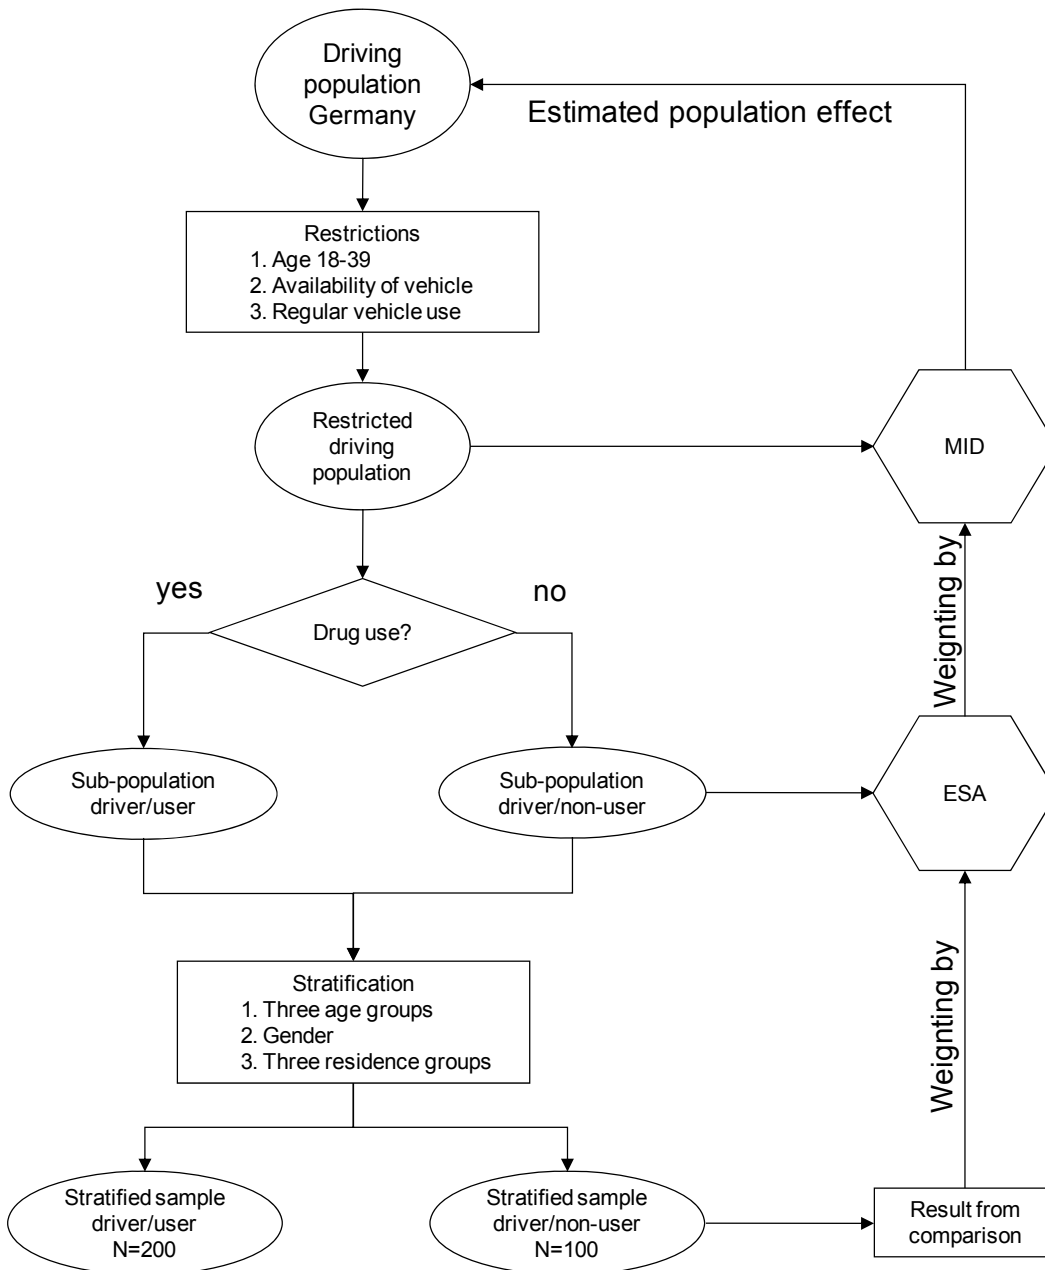 Driving
population
Germany
Estimated population effect
Restrictions
1. Age 18-39
2. Availability of vehicle
3. Regular vehicle use
Restricted
driving
population
MID
Weignting by
yes
no
Drug use?
Sub-population
driver/user
Sub-population
driver/non-user
ESA
Weignting by
Stratification
1. Three age groups
2. Gender
3. Three residence groups
Stratified sample
driver/user
N=200
Stratified sample
driver/non-user
N=100
Result from
comparison